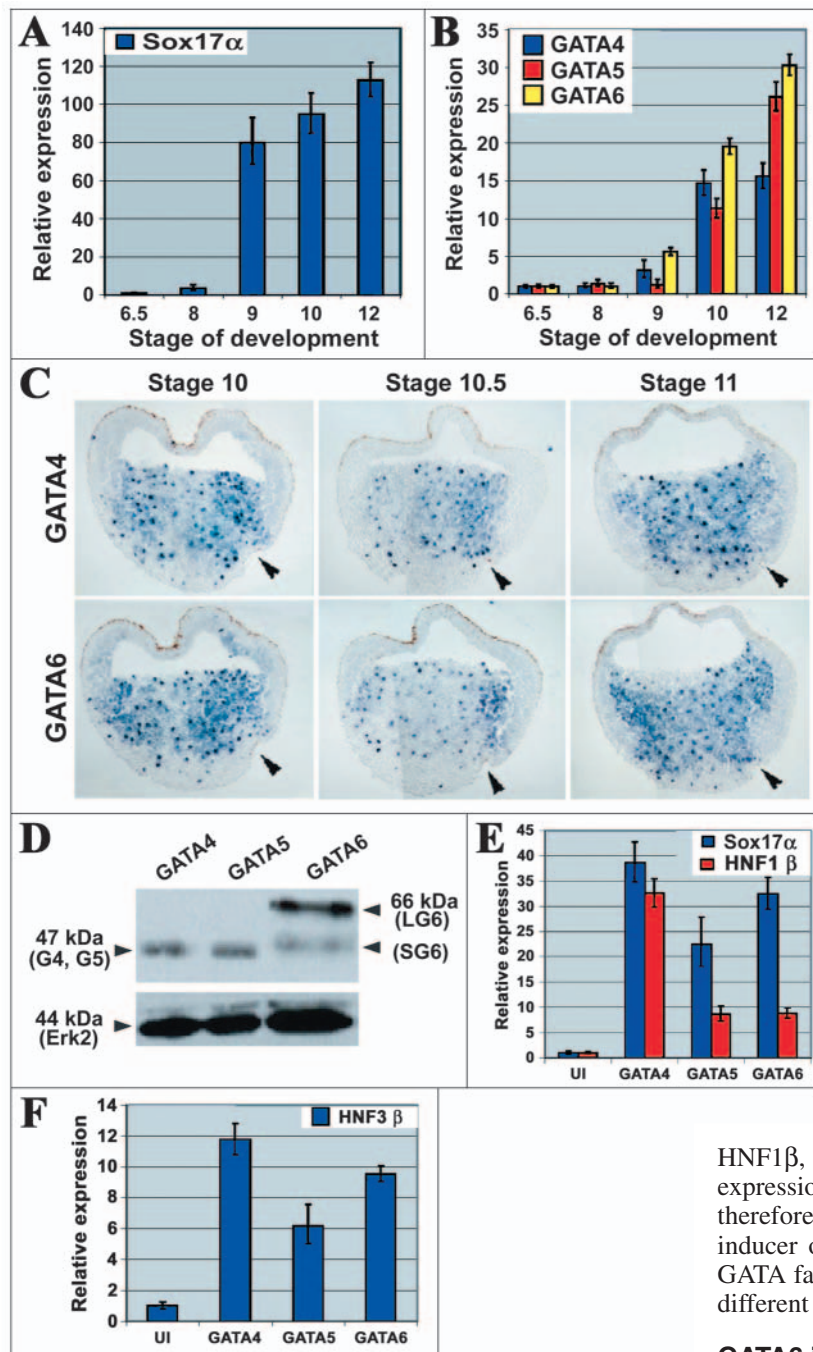 A
Sox17α
Relative expression
140
120
100
80
60
40
20
0
6.5 8 9 10 12
Stage of development
B
GATA4
GATA5
GATA6
Relative expression
35
30
25
20
15
10
5
0
6.5 8 9 10 12
Stage of development
C
Stage 10 Stage 10.5 Stage 11
GATA4
GATA6
D
GATA4 GATA5 GATA6
66 kDa
(LG6)
47 kDa
(G4, G5)
(SG6)
44 kDa
(Erk2)
E
Sox17α
HNF1 β
Relative expression
45
40
35
30
25
20
15
10
5
0
UI GATA4 GATA5 GATA6
F
HNF3 β
Relative expression
14
12
10
8
6
4
2
0
UI GATA4 GATA5 GATA6
HNF1β,
expressio
therefore
inducer
GATA fa
different